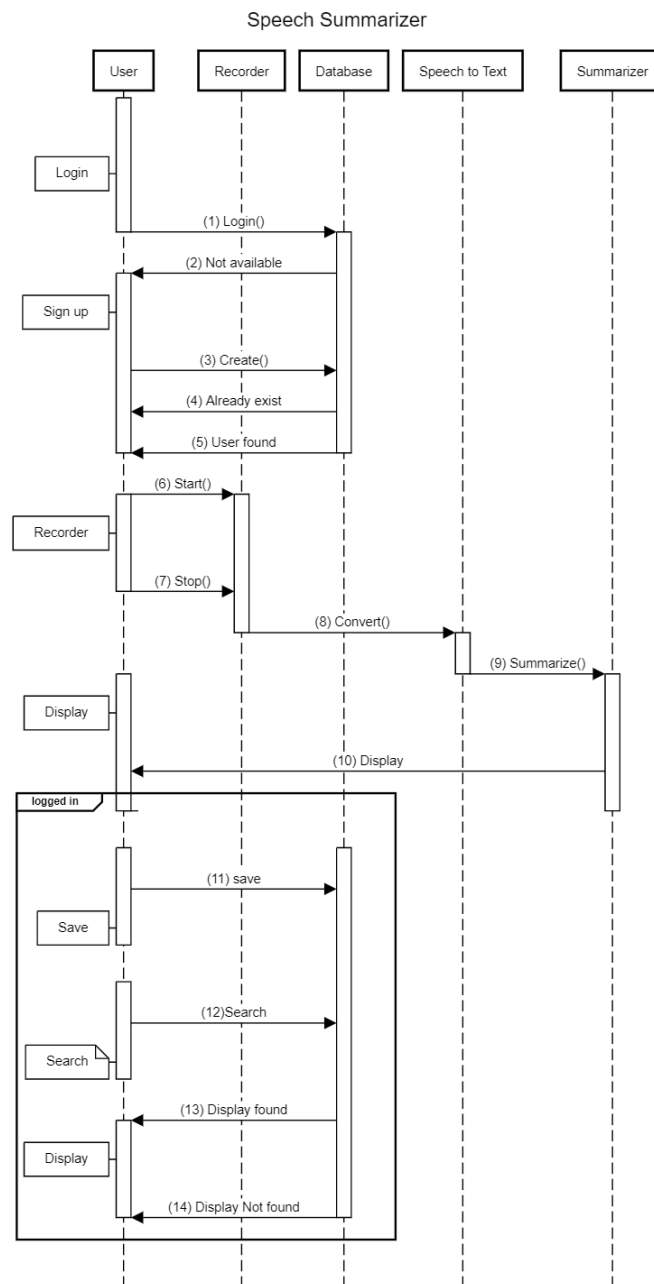 Speech Summarizer
User
Recorder
Database
Speech to Text
Summarizer
Login
(1) Login()
(2) Not available
Sign up
(3) Create()
(4) Already exist
(5) User found
(6) Start()
Recorder
(7) Stop()
(8) Convert()
(9) Summarize()
Display
(10) Display
logged in
(11) save
Save
(12)Search
Search
(13) Display found
Display
(14) Display Not found